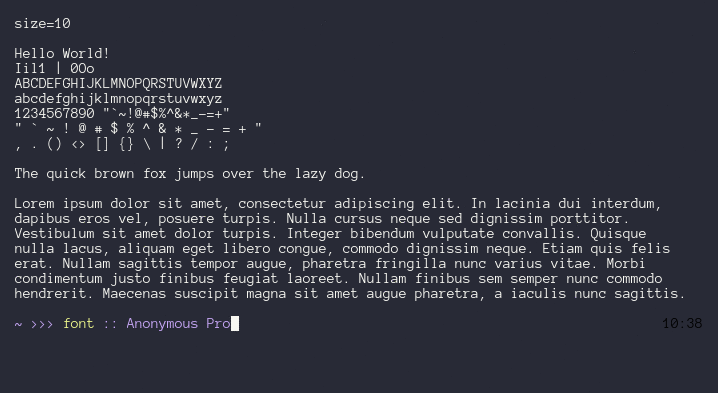 size=10
Hello World!
Iil1 | 0Oo
ABCDEFGHIJKLMNOPQRSTUVWXYZ
abcdefghijklmnopqrstuvwxyz
1234567890 "`~!@#$%^&*_-=+"
" ` ~ ! @ # $ % ^ & * _ - = + "
, . () <> [] {} \ | ? / : ;
The quick brown fox jumps over the lazy dog.
Lorem ipsum dolor sit amet, consectetur adipiscing elit. In lacinia dui interdum,
dapibus eros vel, posuere turpis. Nulla cursus neque sed dignissim porttitor.
Vestibulum sit amet dolor turpis. Integer bibendum vulputate convallis. Quisque
nulla lacus, aliquam eget libero congue, commodo dignissim neque. Etiam quis felis
erat. Nullam sagittis tempor augue, pharetra fringilla nunc varius vitae. Morbi
condimentum justo finibus feugiat laoreet. Nullam finibus sem semper nunc commodo
hendrerit. Maecenas suscipit magna sit amet augue pharetra, a iaculis nunc sagittis.
~ >>> font :: Anonymous Pro 10:38